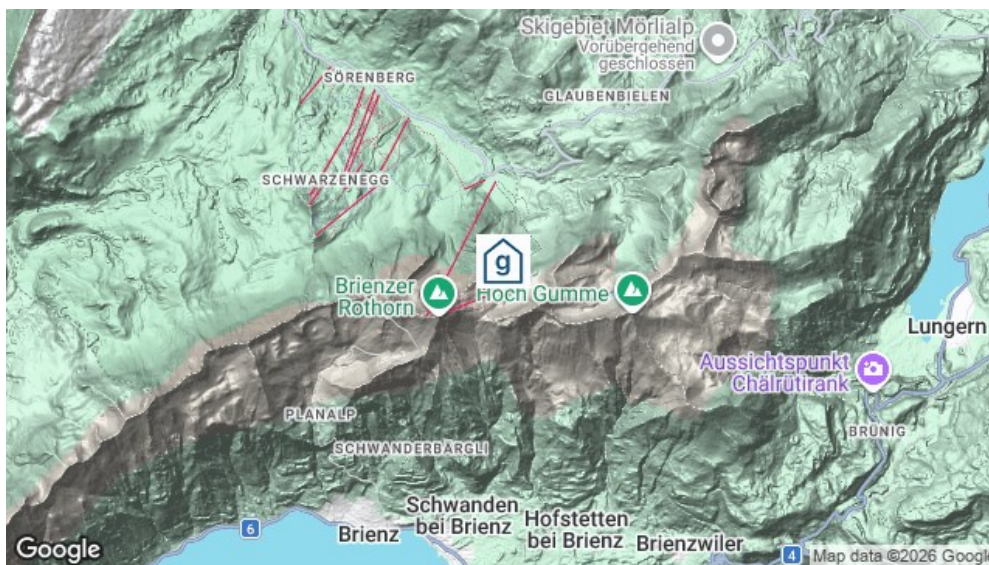 Skigebiet Mörlialp
Vorübergehend
geschlossen
SÖRENBERG
GLAUBENBIELEN
SCHWARZENEGG
g
Brienzer
Rothorn
Höch Gumme
Lungern
Aussichtspunkt
Chälrütirank
PLANALP
BRÜNIG
SCHWANDERBÄRGLI
Schwanden
bei Brienz
Hofstetten
bei Brienz
6
Brienz
Brienzwiler
4
Google
Map data ©2026 Google